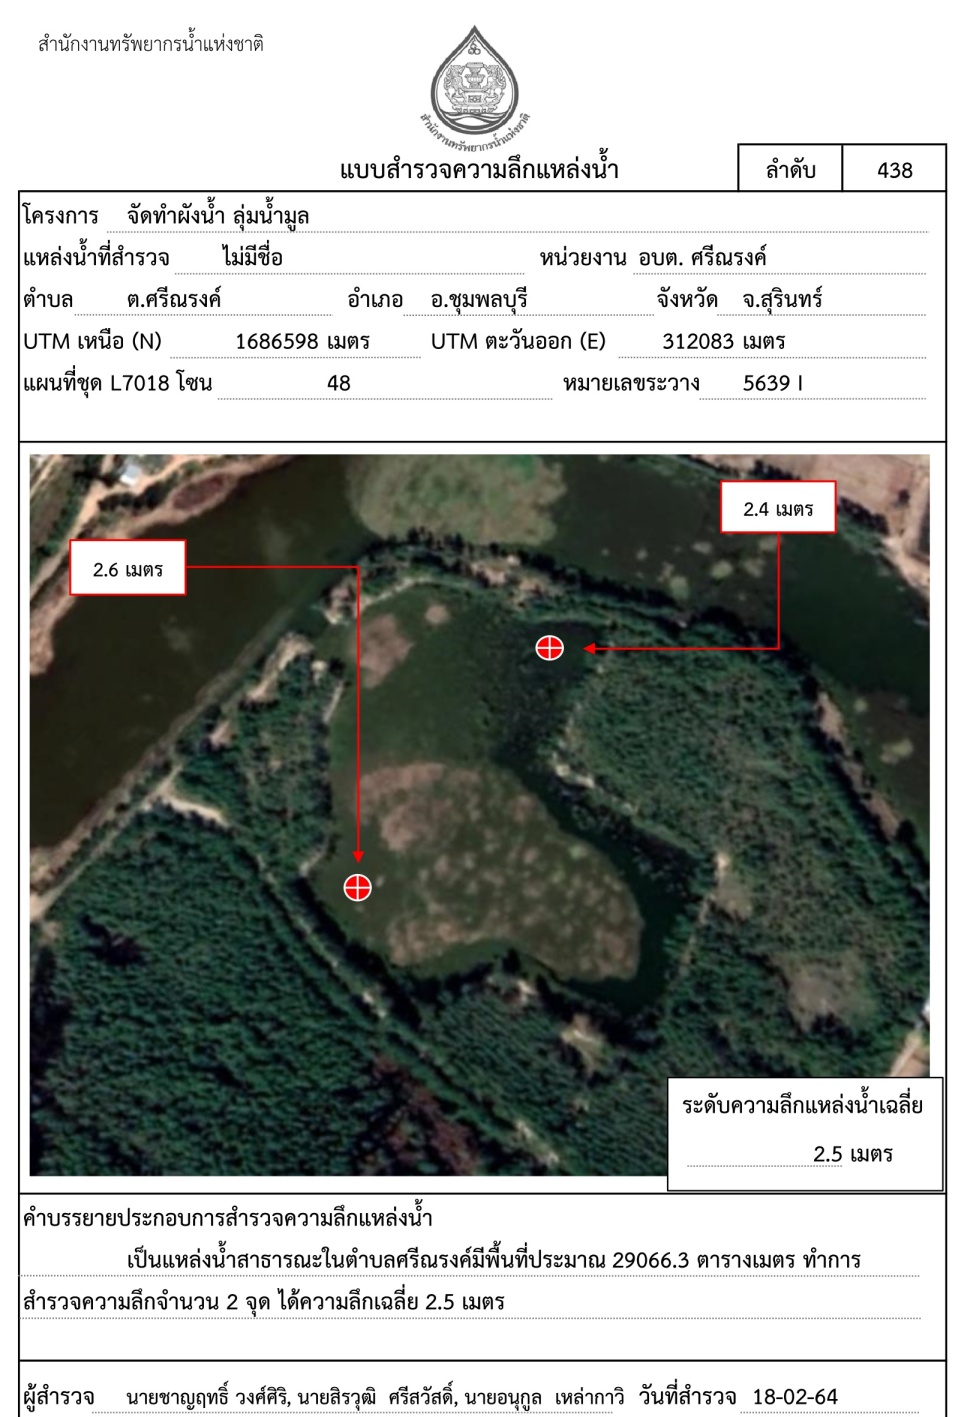 สำนักงานทรัพยากรน้ำแห่งชาติ
สำนักงานทรัพยากรน้ำแห่งชาติ
แบบสำรวจความลึกแหล่งน้ำ
ลำดับ 438
โครงการ จัดทำผังน้ำ ลุ่มน้ำมูล
แหล่งน้ำที่สำรวจ ไม่มีชื่อ หน่วยงาน อบต. ศรีณรงค์
ตำบล ต.ศรีณรงค์ อำเภอ อ.ชุมพลบุรี จังหวัด จ.สุรินทร์
UTM เหนือ (N) 1686598 เมตร UTM ตะวันออก (E) 312083 เมตร
แผนที่ชุด L7018 โซน 48 หมายเลขระวาง 5639 I
2.4 เมตร
2.6 เมตร
ระดับความลึกแหล่งน้ำเฉลี่ย
2.5 เมตร
คำบรรยายประกอบการสำรวจความลึกแหล่งน้ำ
เป็นแหล่งน้ำสาธารณะในตำบลศรีณรงค์มีพื้นที่ประมาณ 29066.3 ตารางเมตร ทำการ
สำรวจความลึกจำนวน 2 จุด ได้ความลึกเฉลี่ย 2.5 เมตร
ผู้สำรวจ นายชาญฤทธิ์ วงศ์ศิริ, นายสิรวุฒิ ศรีสวัสดิ์, นายอนุกูล เหล่ากาวิ วันที่สำรวจ 18-02-64